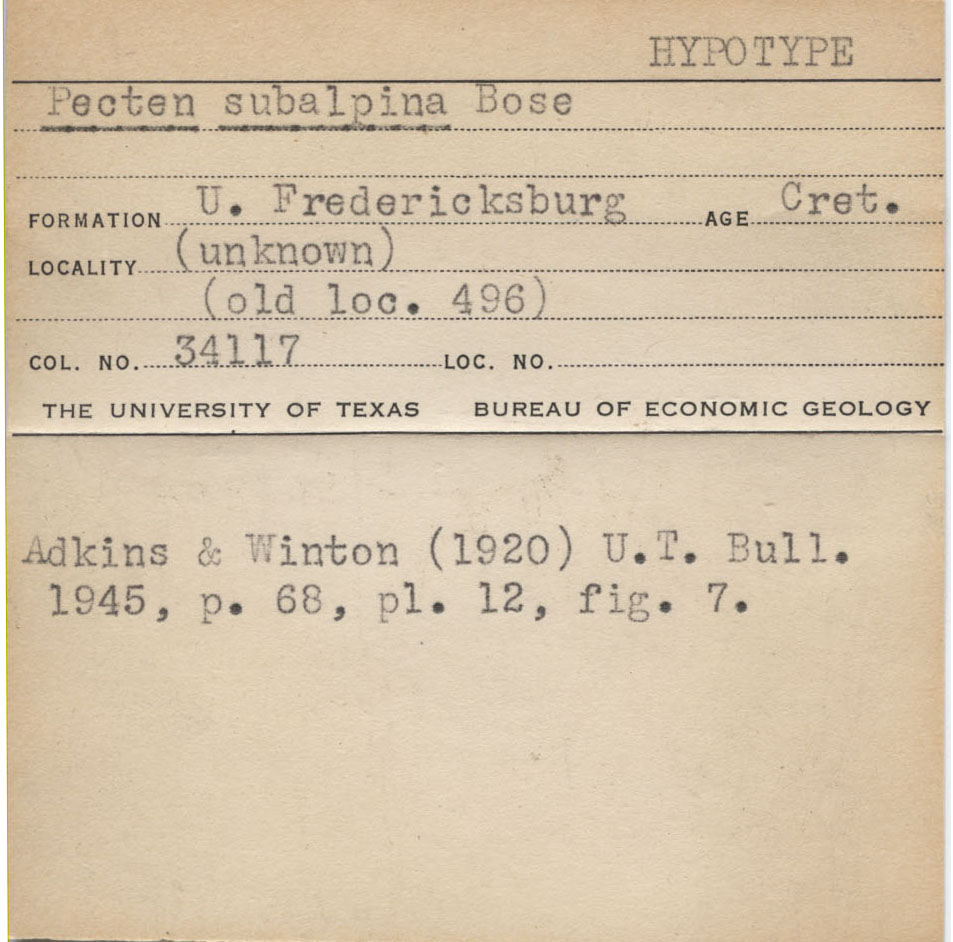 HYPOTYPE
Pecten subalpina Bose
FORMATION U. Fredericksburg AGE Cret.
LOCALITY (unknown)
(old loc. 496)
COL. NO. 34117 LOC. NO.
THE UNIVERSITY OF TEXAS BUREAU OF ECONOMIC GEOLOGY
Adkins & Winton (1920) U.T. Bull.
1945, p. 68, pl. 12, fig. 7.